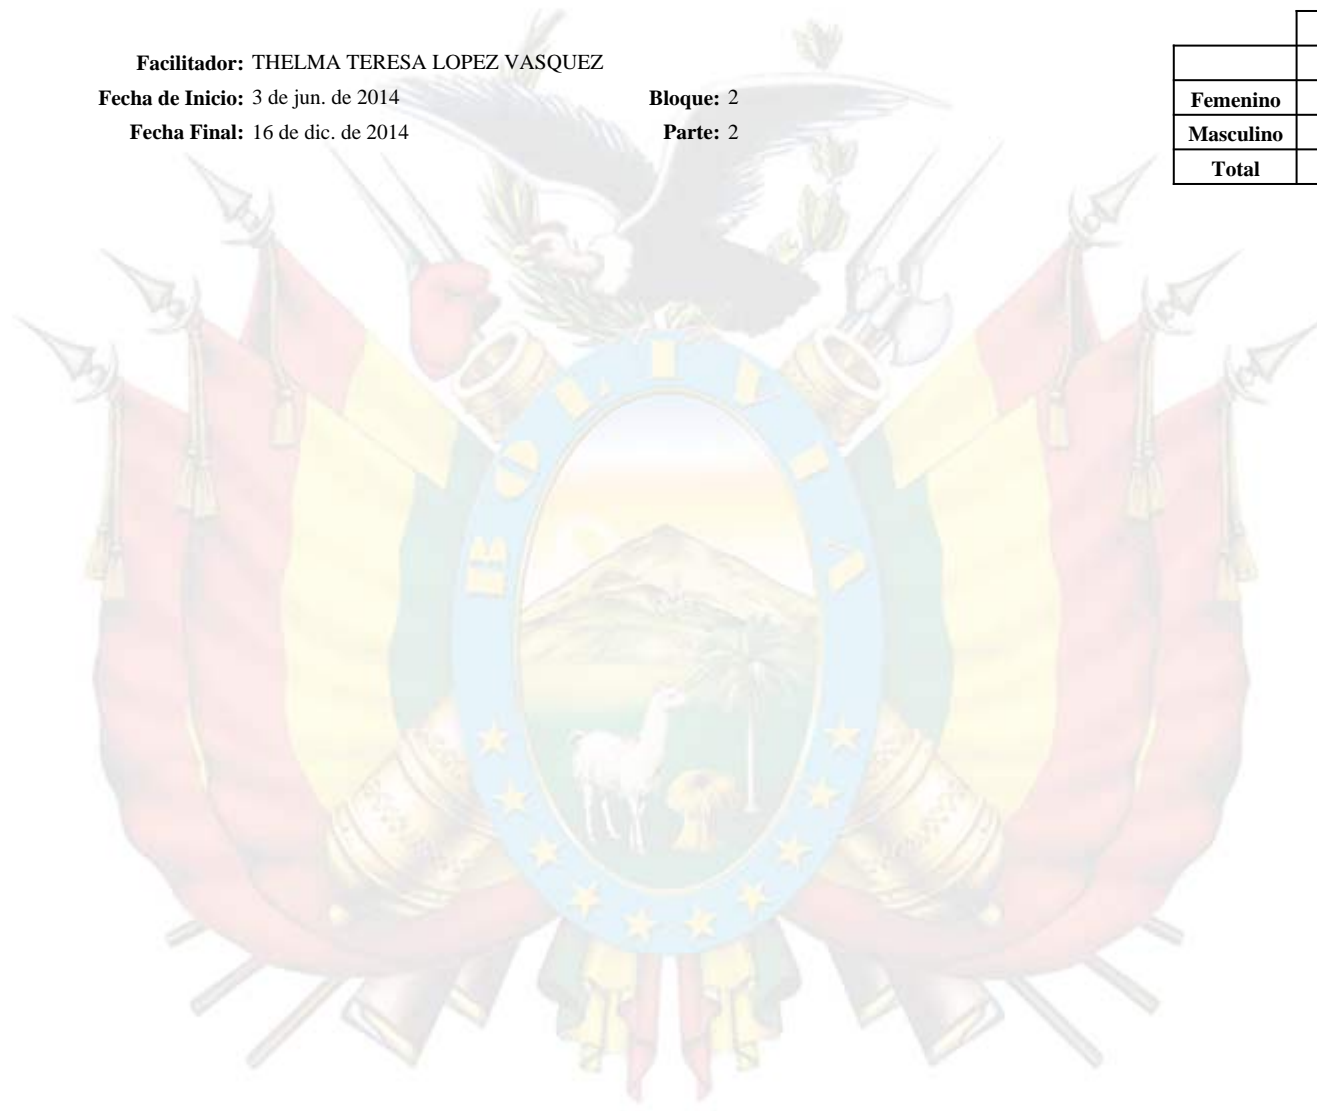 Facilitador: THELMA TERESA LOPEZ VASQUEZ
Fecha de Inicio: 3 de jun. de 2014 Bloque: 2
Fecha Final: 16 de dic. de 2014 Parte: 2
Femenino
Masculino
Total
BOLIVIA